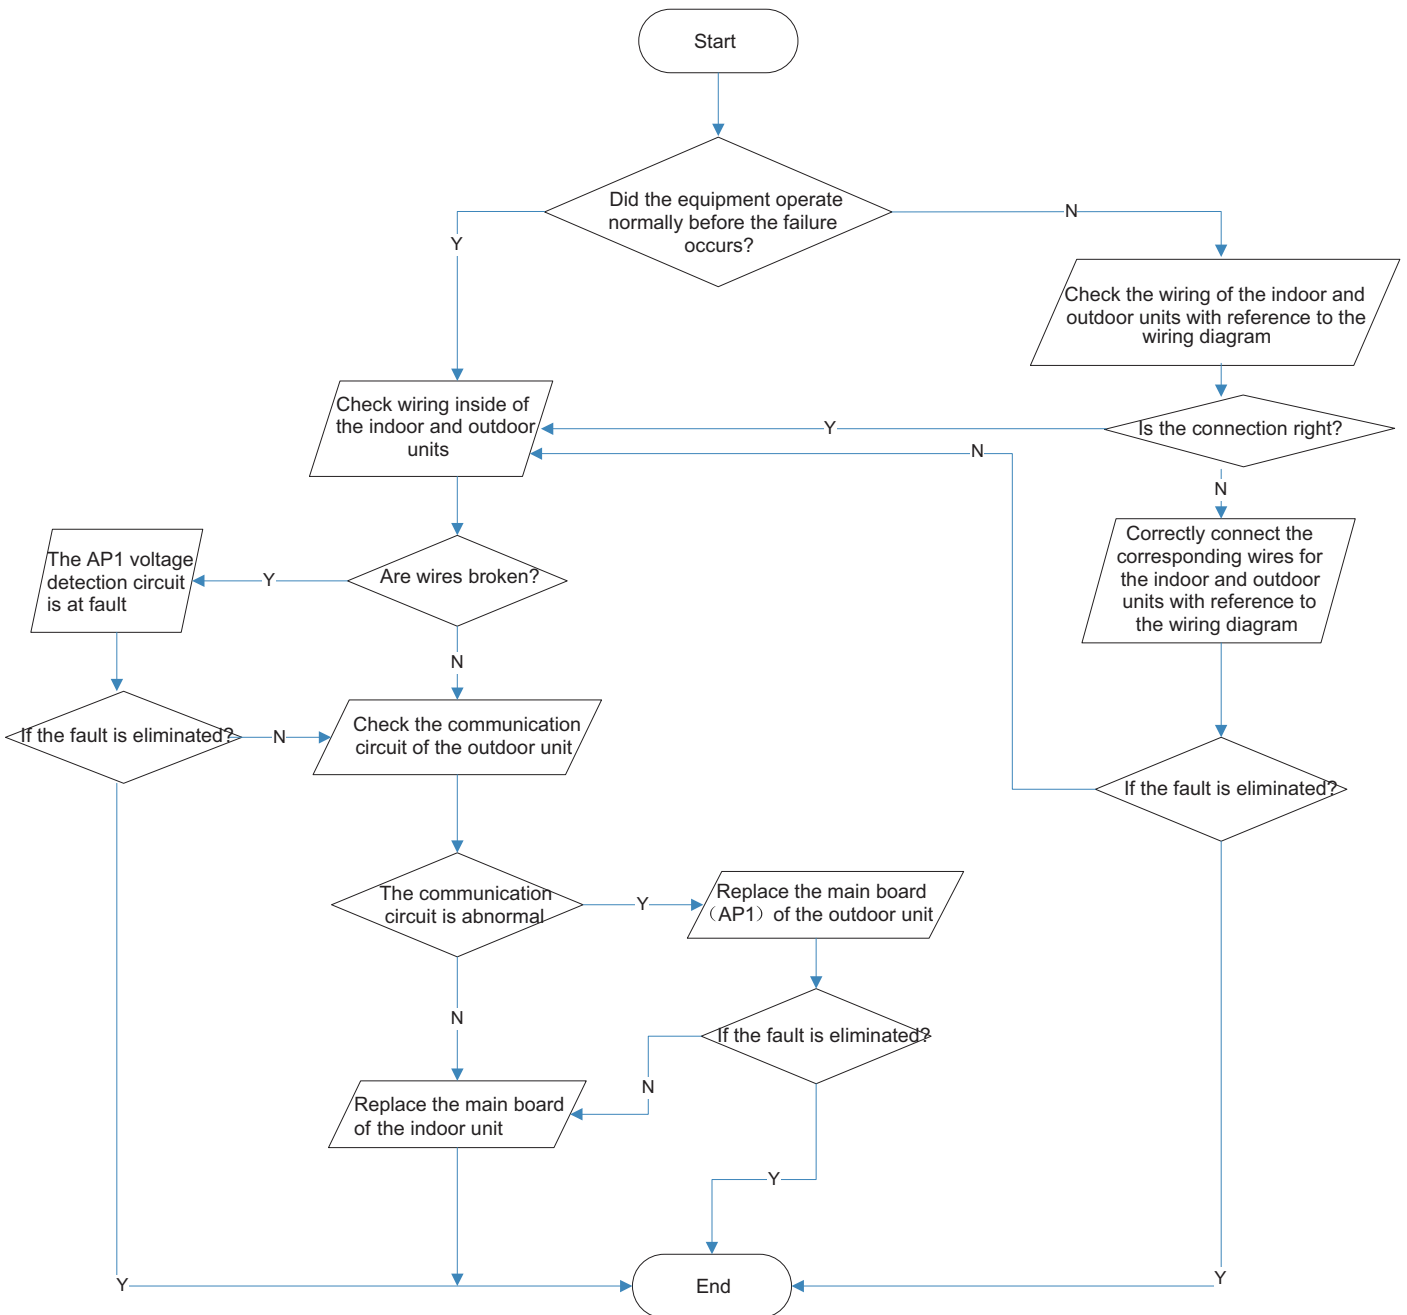 Start
Did the equipment operate
normally before the failure
occurs?
Y
N
Check the wiring of the indoor and
outdoor units with reference to the
wiring diagram
Check wiring inside of
the indoor and outdoor
units
Y
Is the connection right?
N
N
The AP1 voltage
detection circuit
is at fault
Y
Are wires broken?
Correctly connect the
corresponding wires for
the indoor and outdoor
units with reference to
the wiring diagram
N
If the fault is eliminated?
N
Check the communication
circuit of the outdoor unit
If the fault is eliminated?
The communication
circuit is abnormal
Y
Replace the main board
（AP1）of the outdoor unit
N
If the fault is eliminated?
N
Replace the main board
of the indoor unit
Y
Y
End
Y